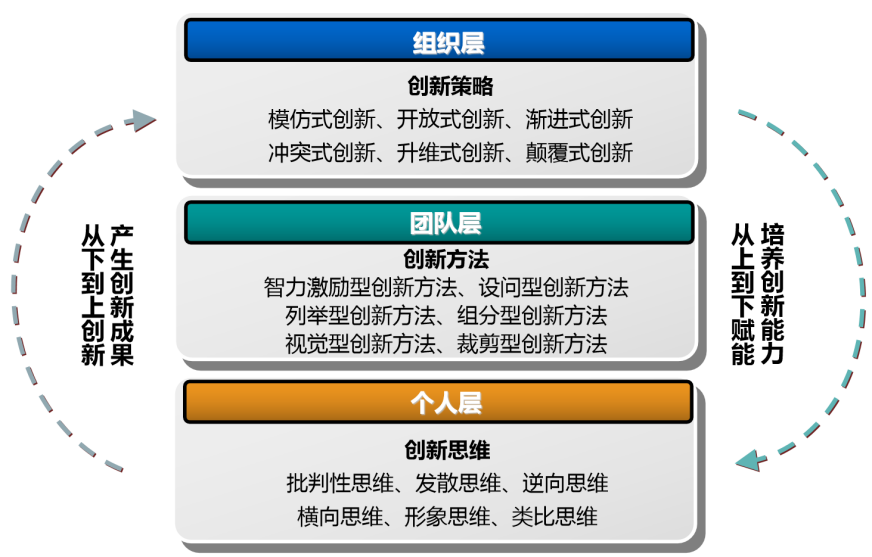 组织层
创新策略
模仿式创新、开放式创新、渐进式创新
冲突式创新、升维式创新、颠覆式创新
团队层
创新方法
智力激励型创新方法、设问型创新方法
列举型创新方法、组分型创新方法
视觉型创新方法、裁剪型创新方法
个人层
创新思维
批判性思维、发散思维、逆向思维
横向思维、形象思维、类比思维
从下到上创新
产生创新成果
从上到下赋能
培养创新能力